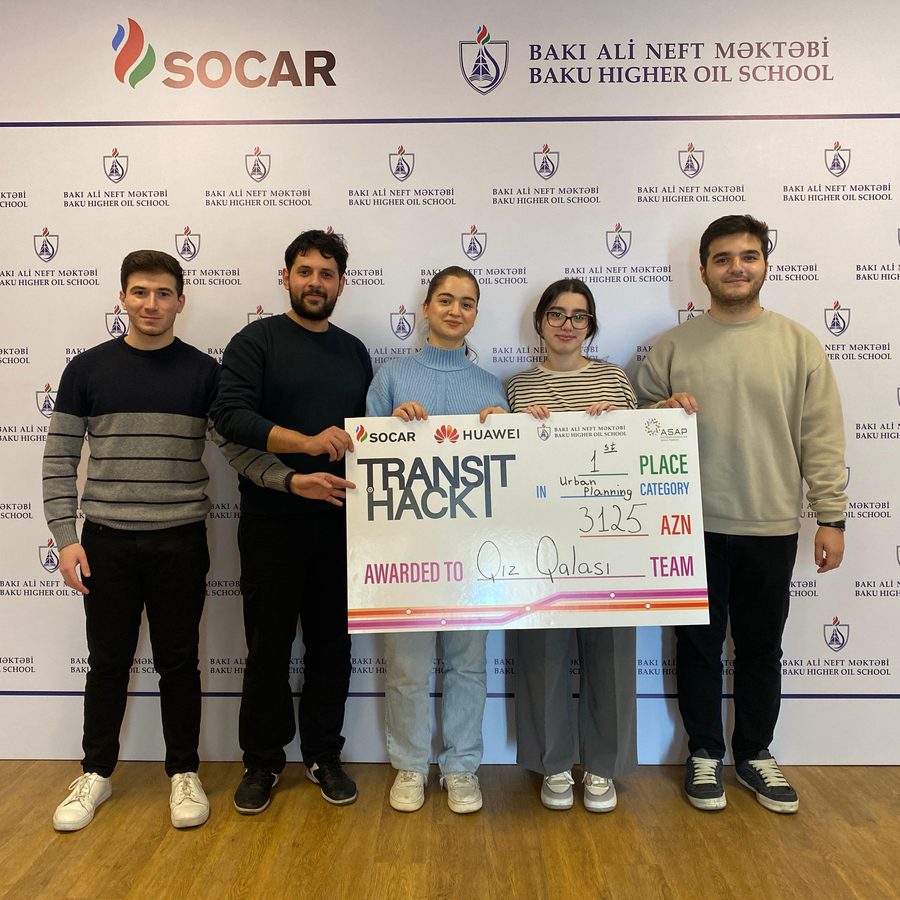 SOCAR
BAKI ALİ NEFT MƏKTƏBİ
BAKU HIGHER OIL SCHOOL
BAKI ALİ NEFT MƏKTƏBİ
BAKU HIGHER OIL SCHOOL
SOCAR
HUAWEI
BAKI ALİ NEFT MƏKTƏBİ
BAKU HIGHER OIL SCHOOL
ASAP
TRANSIT
HACK
1st PLACE
IN Urban Planning CATEGORY
3125 AZN
AWARDED TO Qız Qalası TEAM